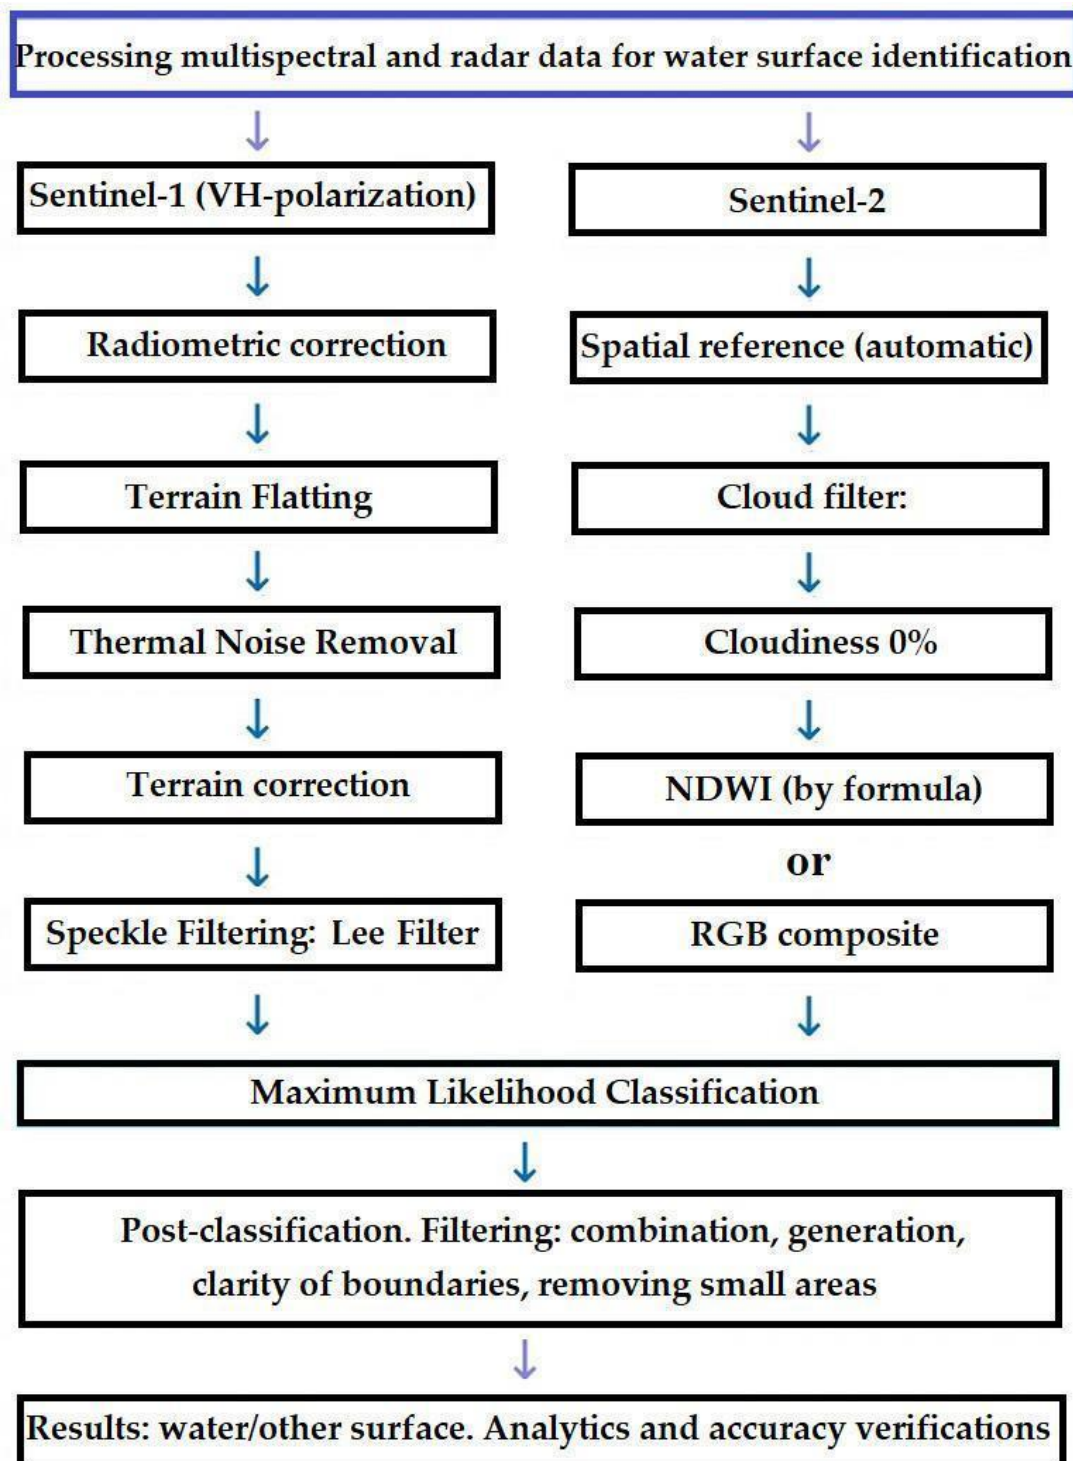 Processing multispectral and radar data for water surface identification
Sentinel-1 (VH-polarization)
Radiometric correction
Terrain Flatting
Thermal Noise Removal
Terrain correction
Speckle Filtering: Lee Filter
Sentinel-2
Spatial reference (automatic)
Cloud filter:
Cloudiness 0%
NDWI (by formula)
or
RGB composite
Maximum Likelihood Classification
Post-classification. Filtering: combination, generation,
clarity of boundaries, removing small areas
Results: water/other surface. Analytics and accuracy verifications